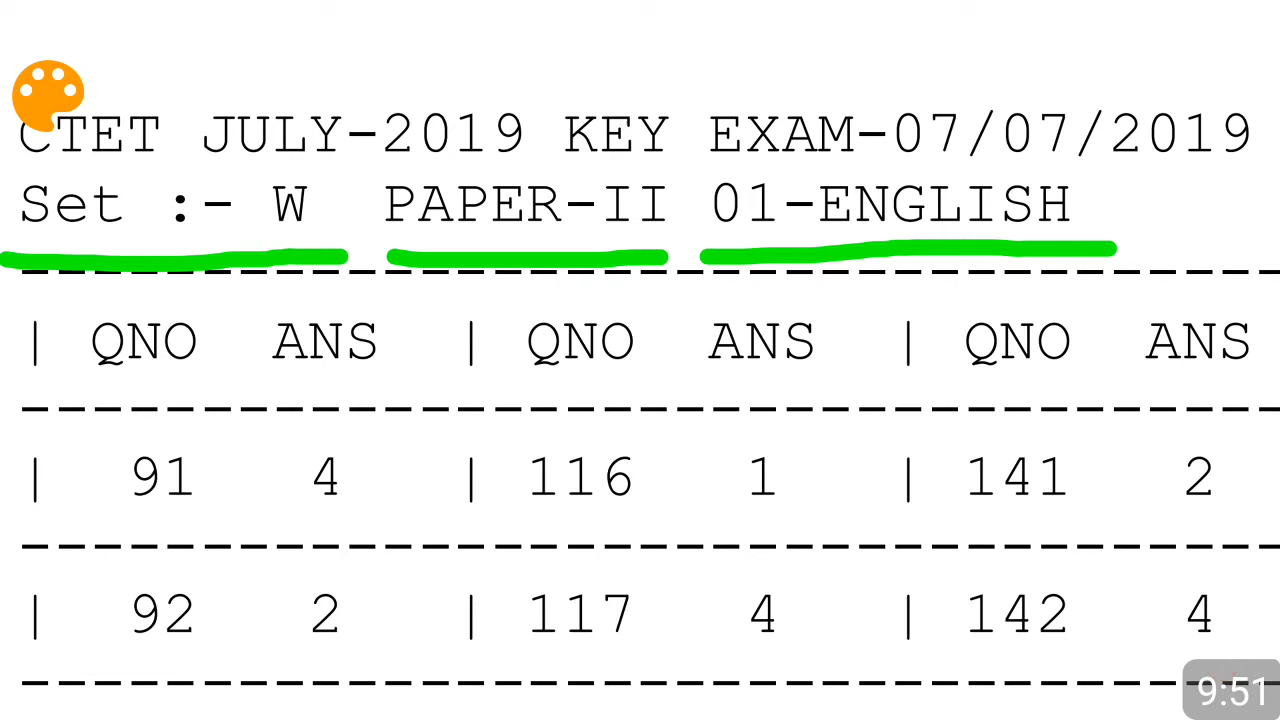 CTET JULY-2019 KEY EXAM-07/07/2019
Set :- W PAPER-II 01-ENGLISH
| QNO ANS | QNO ANS | QNO ANS
| 91 4 | 116 1 | 141 2
| 92 2 | 117 4 | 142 4
9:51